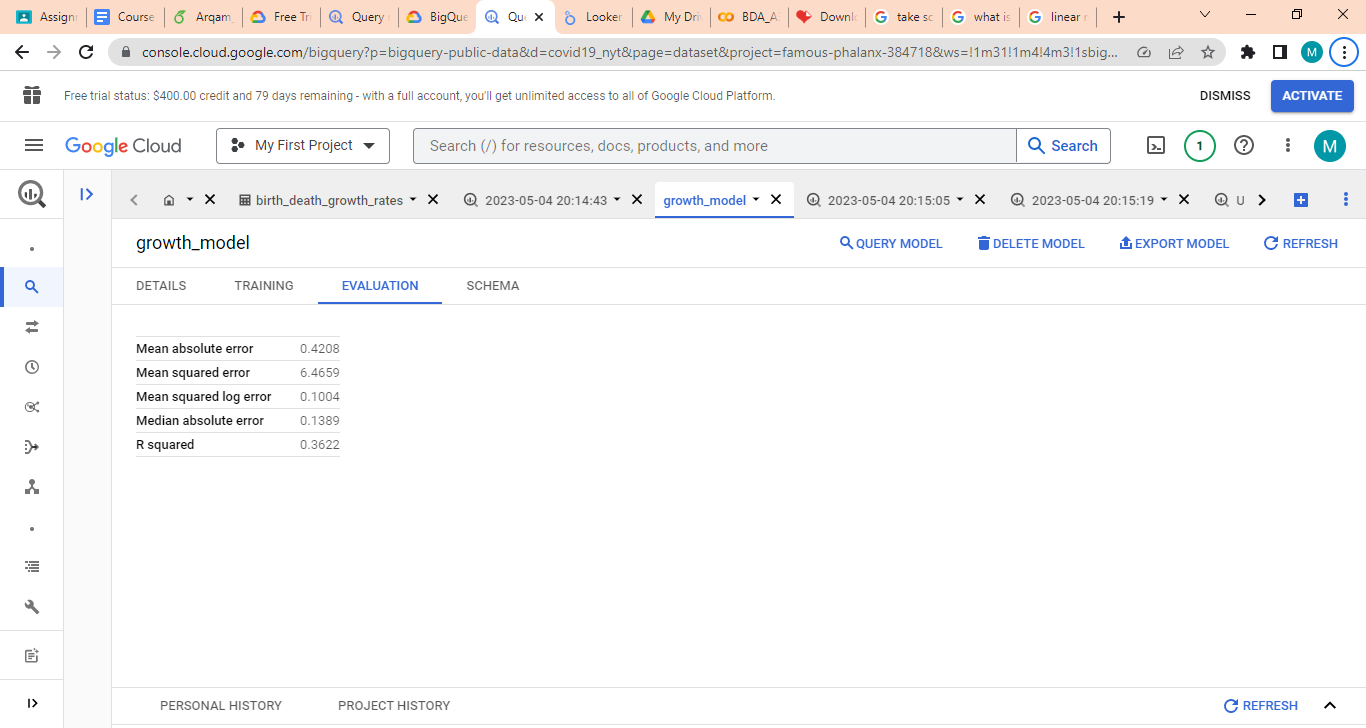 Assignr
Course
Arqam_
Free Tri
Query
BigQue
Que
Looker
My Driv
BDA_A
Downlo
take sc
what is
linear r
console.cloud.google.com/bigquery?p=bigquery-public-data&d=covid19_nyt&page=dataset&project=famous-phalanx-384718&ws=!1m31!1m4!4m3!1sbig...
M
Free trial status: $400.00 credit and 79 days remaining - with a full account, you'll get unlimited access to all of Google Cloud Platform.
DISMISS
ACTIVATE
Google Cloud
My First Project
Search (/) for resources, docs, products, and more
Search
1
M
birth_death_growth_rates
2023-05-04 20:14:43
growth_model
2023-05-04 20:15:05
2023-05-04 20:15:19
U
growth_model
QUERY MODEL
DELETE MODEL
EXPORT MODEL
REFRESH
DETAILS
TRAINING
EVALUATION
SCHEMA
Mean absolute error 0.4208
Mean squared error 6.4659
Mean squared log error 0.1004
Median absolute error 0.1389
R squared 0.3622
PERSONAL HISTORY
PROJECT HISTORY
REFRESH